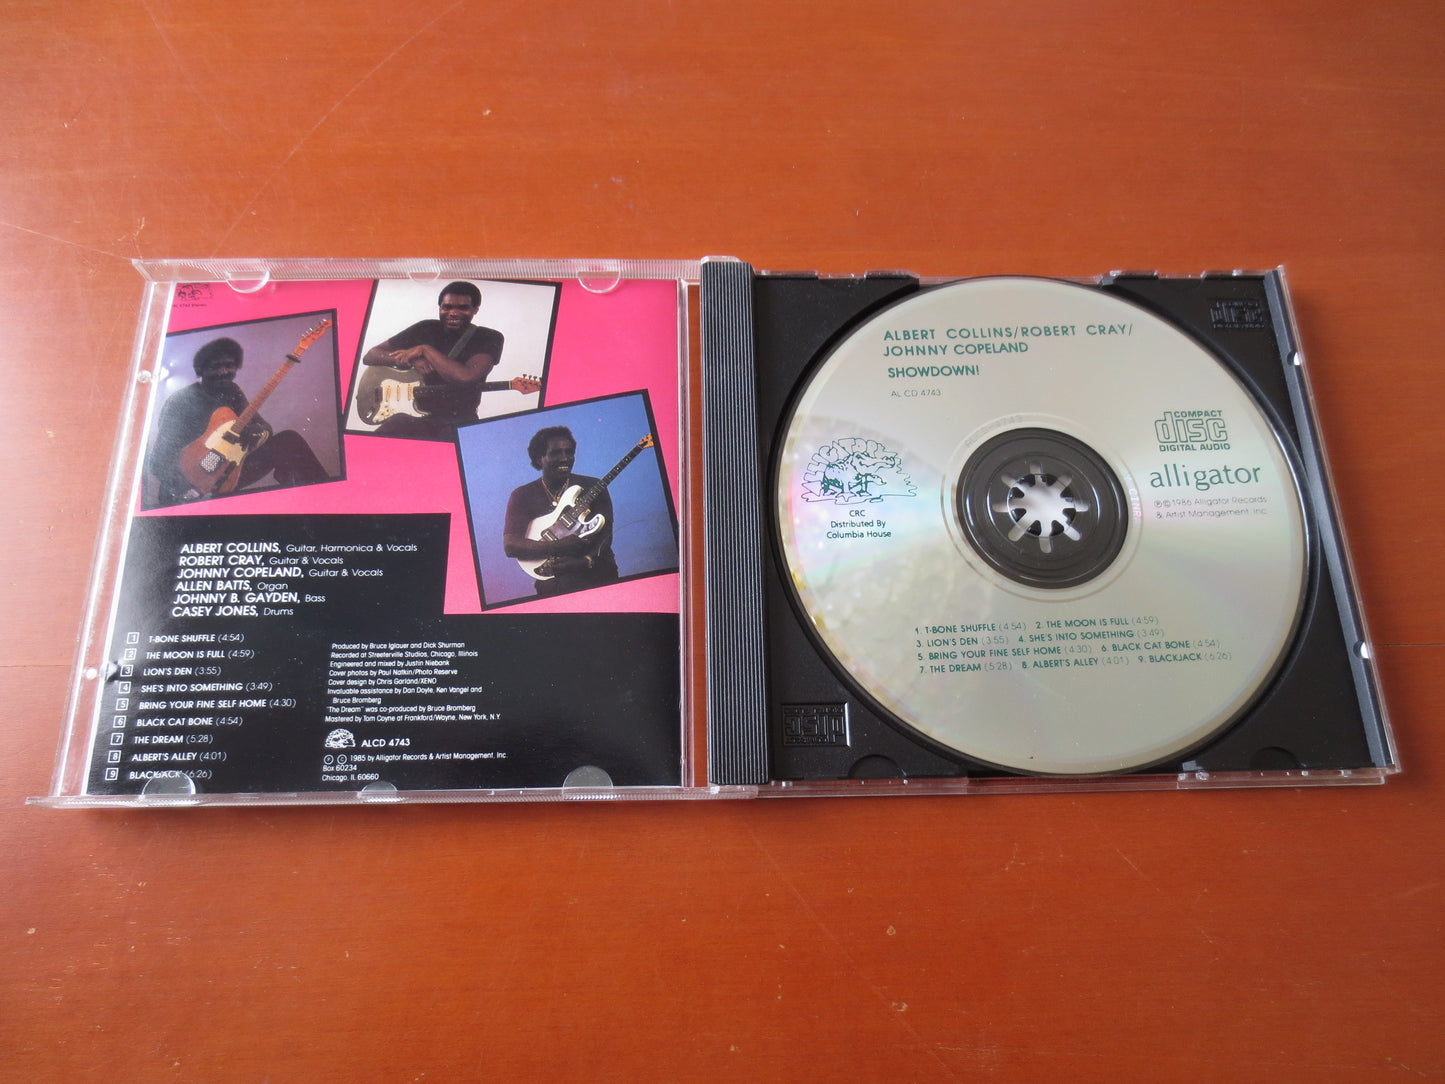 ALBERT COLLINS, Guitar, Harmonica & Vocals
ROBERT CRAY, Guitar & Vocals
JOHNNY COPELAND, Guitar & Vocals
ALLEN BATTS, Organ
JOHNNY B. GAYDEN, Bass
CASEY JONES, Drums
1 T-BONE SHUFFLE (4:54)
2 THE MOON IS FULL (4:59)
3 LION'S DEN (3:55)
4 SHE'S INTO SOMETHING (3:49)
5 BRING YOUR FINE SELF HOME (4:30)
6 BLACK CAT BONE (4:54)
7 THE DREAM (5:28)
8 ALBERT'S ALLEY (4:01)
9 BLACKJACK (6:26)
Produced by Bruce Iglauer and Dick Shurman
Recorded at Streeterville Studios, Chicago, Illinois
Engineered and mixed by Justin Niebank
Cover photos by Paul Natkin/Photo Reserve
Cover design by Chris Garland/XENO
Invaluable assistance by Dan Doyle, Ken Vangel and
Bruce Bromberg
"The Dream" was co-produced by Bruce Bromberg
Mastered by Tom Coyne at Frankford/Wayne, New York, N.Y.
ALCD 4743
℗ © 1985 by Alligator Records & Artist Management, Inc.
Box 60234
Chicago, IL 60660
ALBERT COLLINS/ROBERT CRAY/
JOHNNY COPELAND
SHOWDOWN!
AL CD 4743
COMPACT
disc
DIGITAL AUDIO
alligator
℗©1986 Alligator Records
& Artist Management, Inc.
CRC
Distributed By
Columbia House
1. T-BONE SHUFFLE (4:54) 2. THE MOON IS FULL (4:59)
3. LION'S DEN (3:55) 4. SHE'S INTO SOMETHING (3:49)
5. BRING YOUR FINE SELF HOME (4:30) 6. BLACK CAT BONE (4:54)
7. THE DREAM (5:28) 8. ALBERT'S ALLEY (4:01) 9. BLACKJACK (6:26)